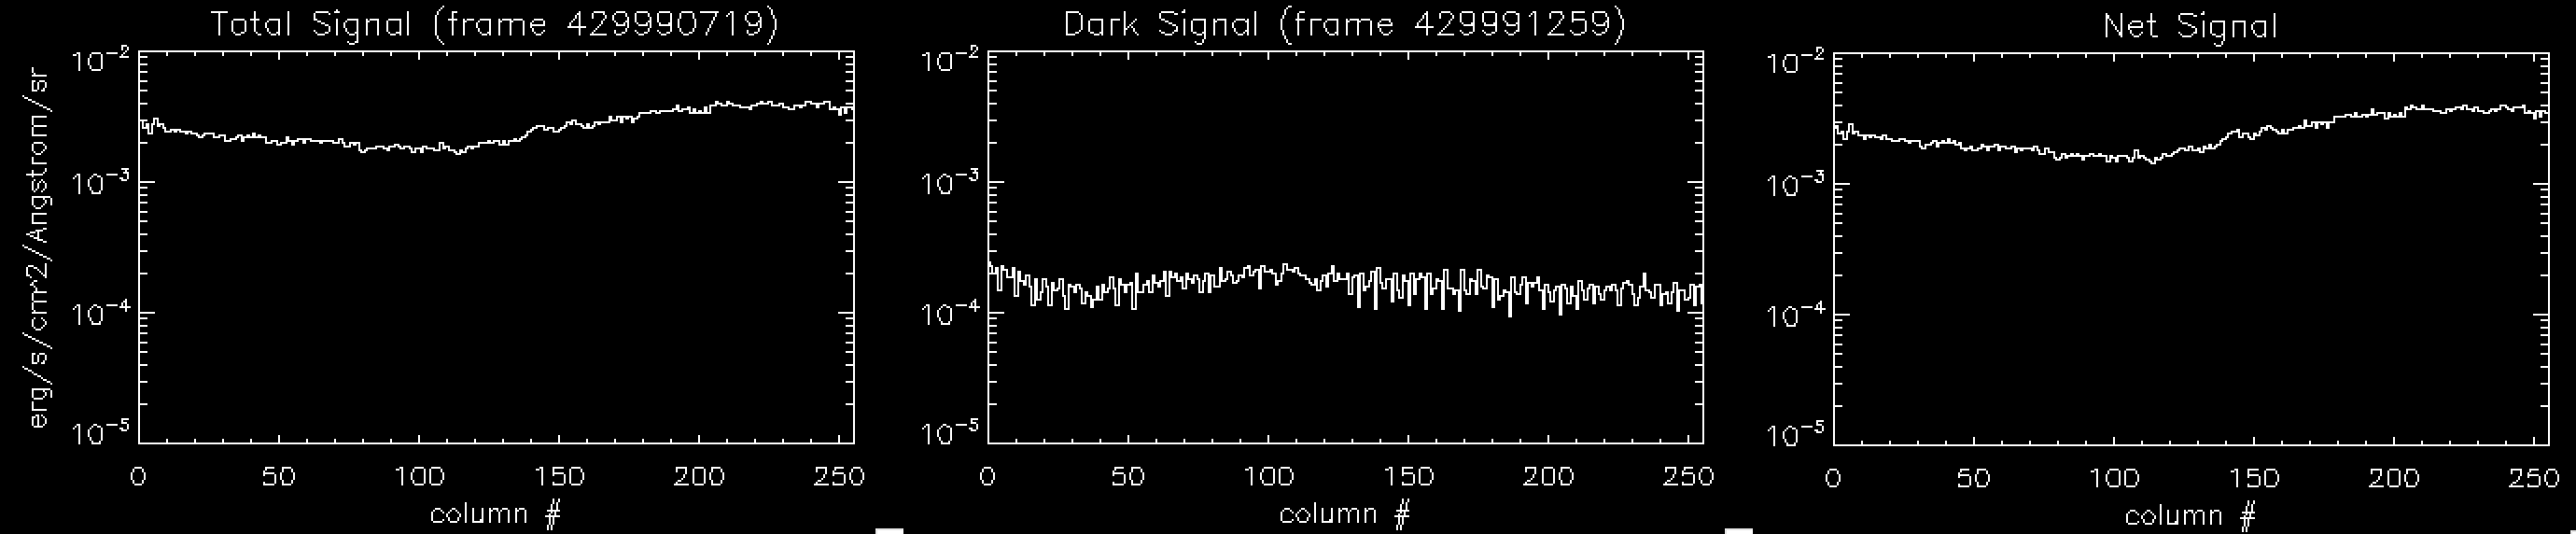 Total Signal (frame 429990719)
erg/s/cm^2/Angstrom/sr
10^-2
10^-3
10^-4
10^-5
0 50 100 150 200 250
column #
Dark Signal (frame 429991259)
10^-2
10^-3
10^-4
10^-5
0 50 100 150 200 250
column #
Net Signal
10^-2
10^-3
10^-4
10^-5
0 50 100 150 200 250
column #